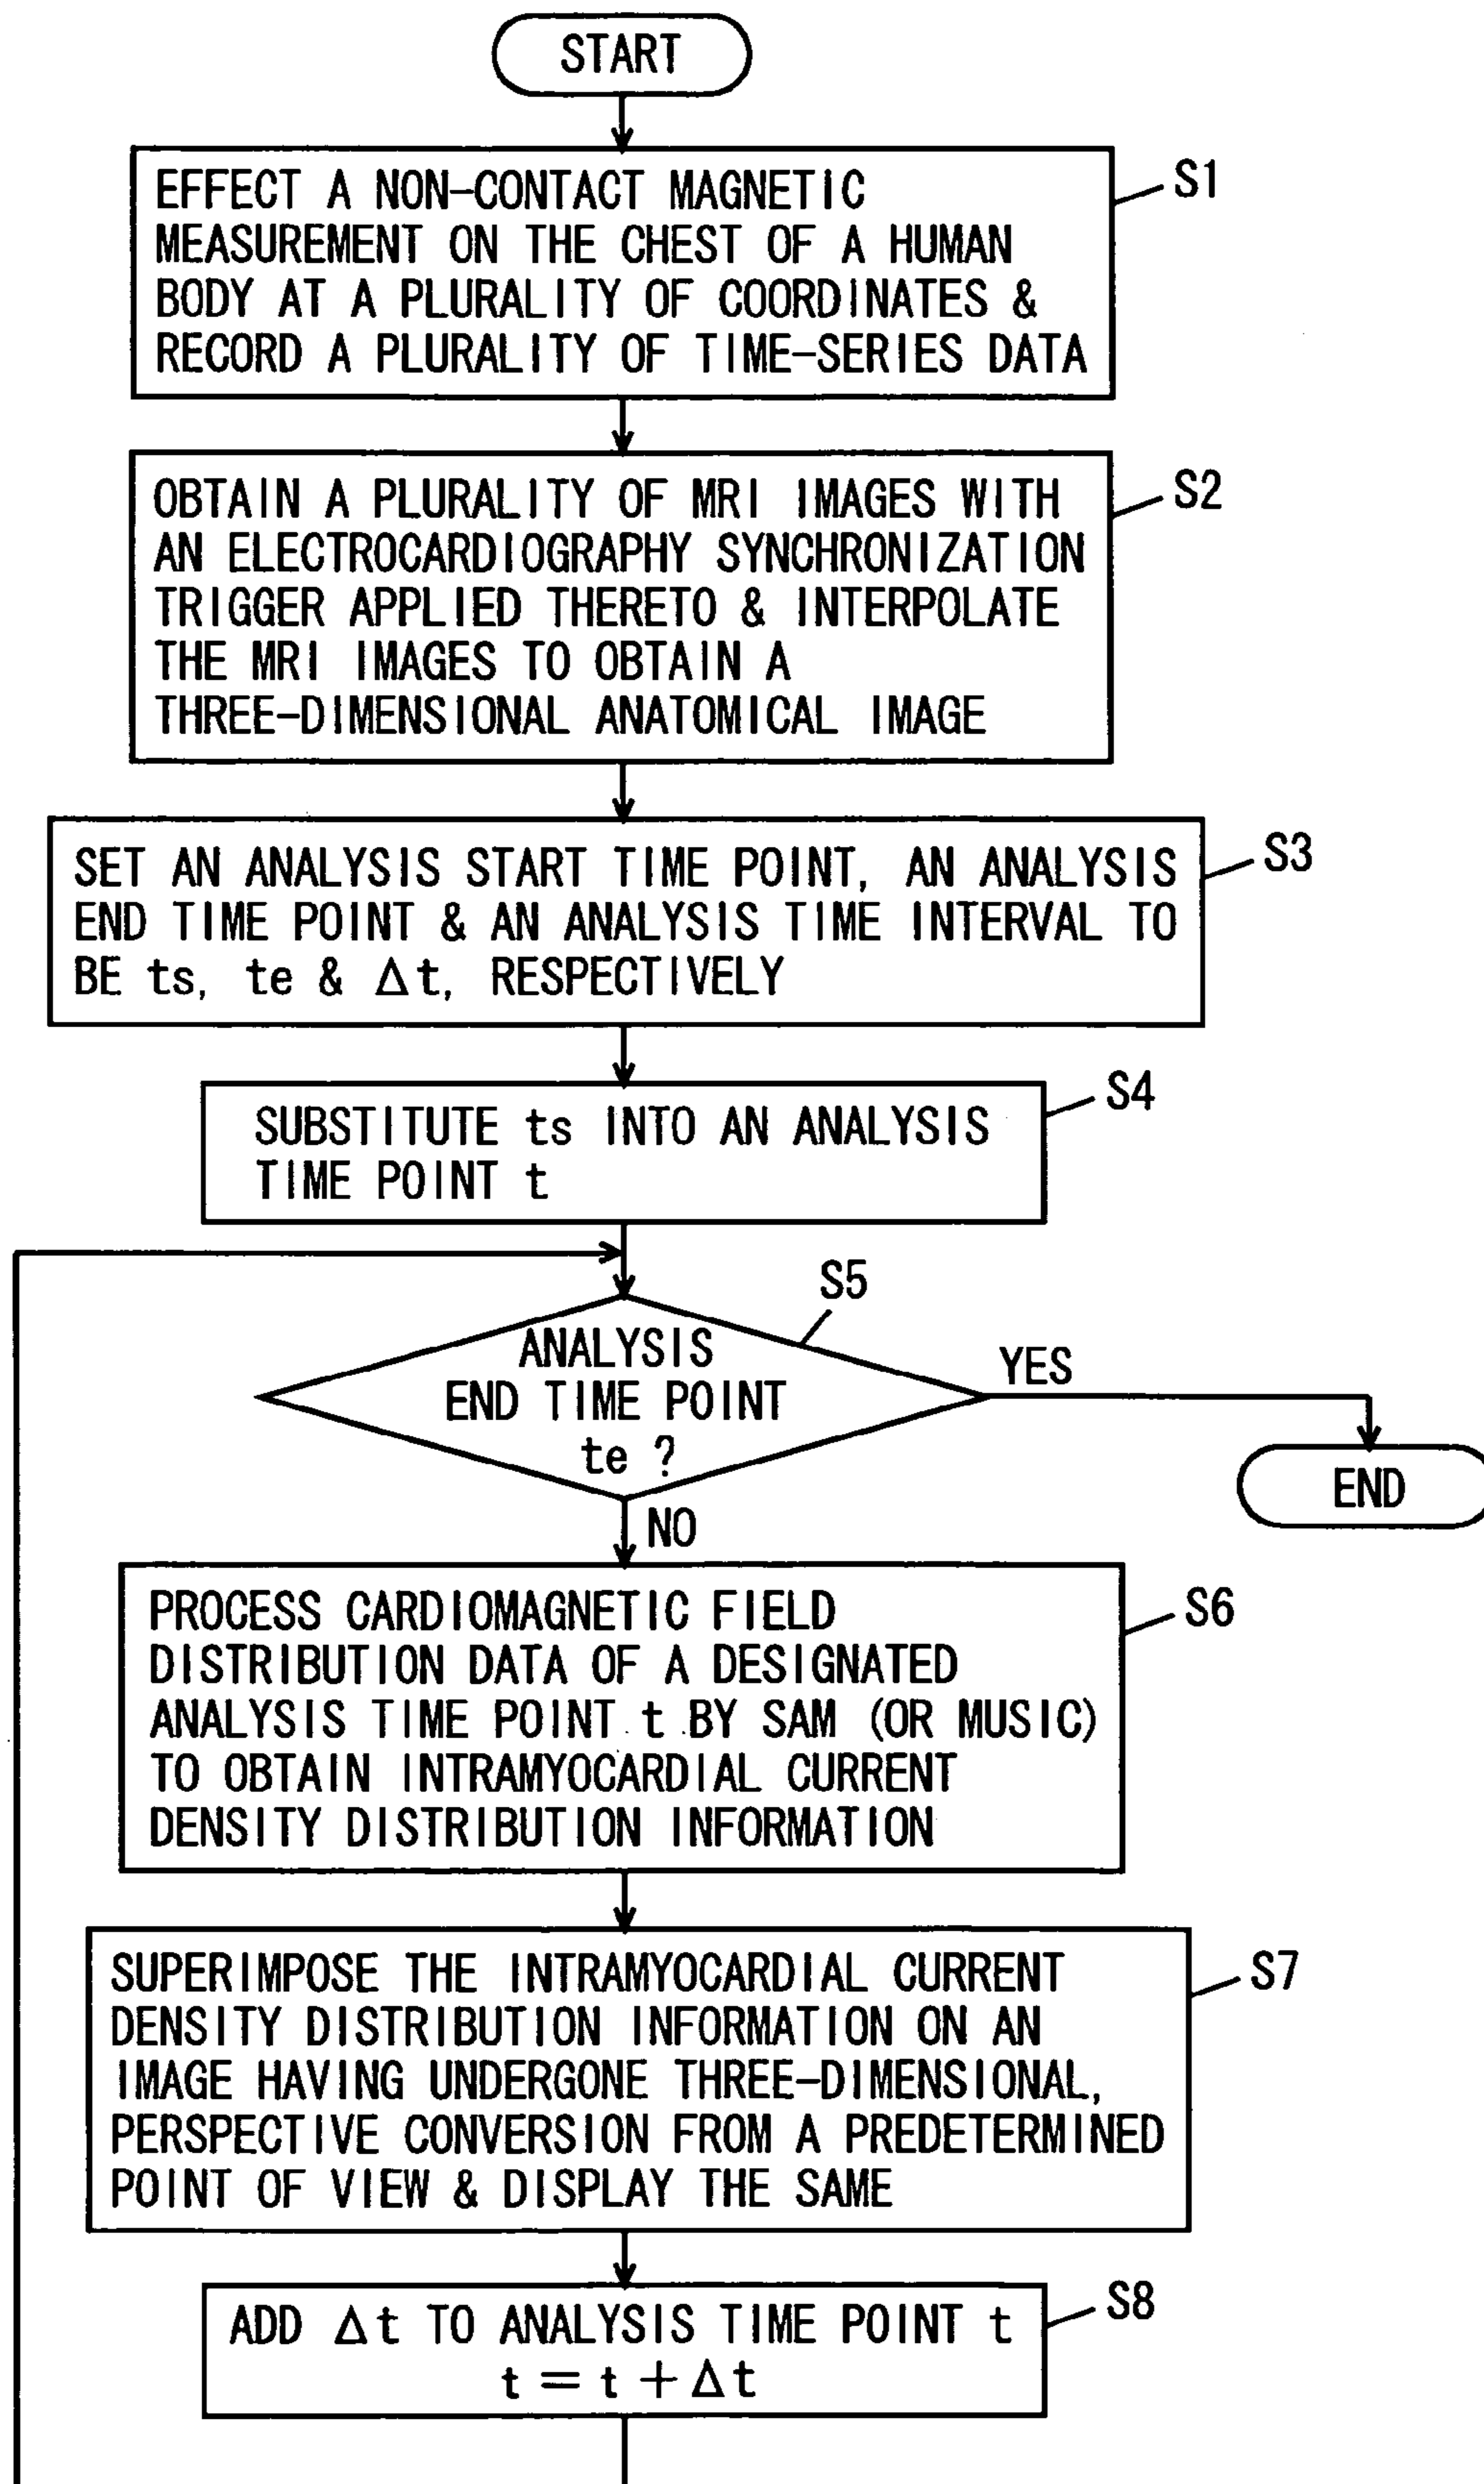 START
S1
EFFECT A NON-CONTACT MAGNETIC
MEASUREMENT ON THE CHEST OF A HUMAN
BODY AT A PLURALITY OF COORDINATES &
RECORD A PLURALITY OF TIME-SERIES DATA
S2
OBTAIN A PLURALITY OF MRI IMAGES WITH
AN ELECTROCARDIOGRAPHY SYNCHRONIZATION
TRIGGER APPLIED THERETO & INTERPOLATE
THE MRI IMAGES TO OBTAIN A
THREE-DIMENSIONAL ANATOMICAL IMAGE
S3
SET AN ANALYSIS START TIME POINT, AN ANALYSIS
END TIME POINT & AN ANALYSIS TIME INTERVAL TO
BE ts, te & Δt, RESPECTIVELY
S4
SUBSTITUTE ts INTO AN ANALYSIS
TIME POINT t
S5
ANALYSIS
END TIME POINT
te ?
YES
END
NO
S6
PROCESS CARDIOMAGNETIC FIELD
DISTRIBUTION DATA OF A DESIGNATED
ANALYSIS TIME POINT t BY SAM (OR MUSIC)
TO OBTAIN INTRAMYOCARDIAL CURRENT
DENSITY DISTRIBUTION INFORMATION
S7
SUPERIMPOSE THE INTRAMYOCARDIAL CURRENT
DENSITY DISTRIBUTION INFORMATION ON AN
IMAGE HAVING UNDERGONE THREE-DIMENSIONAL,
PERSPECTIVE CONVERSION FROM A PREDETERMINED
POINT OF VIEW & DISPLAY THE SAME
S8
ADD Δt TO ANALYSIS TIME POINT t
t = t + Δt